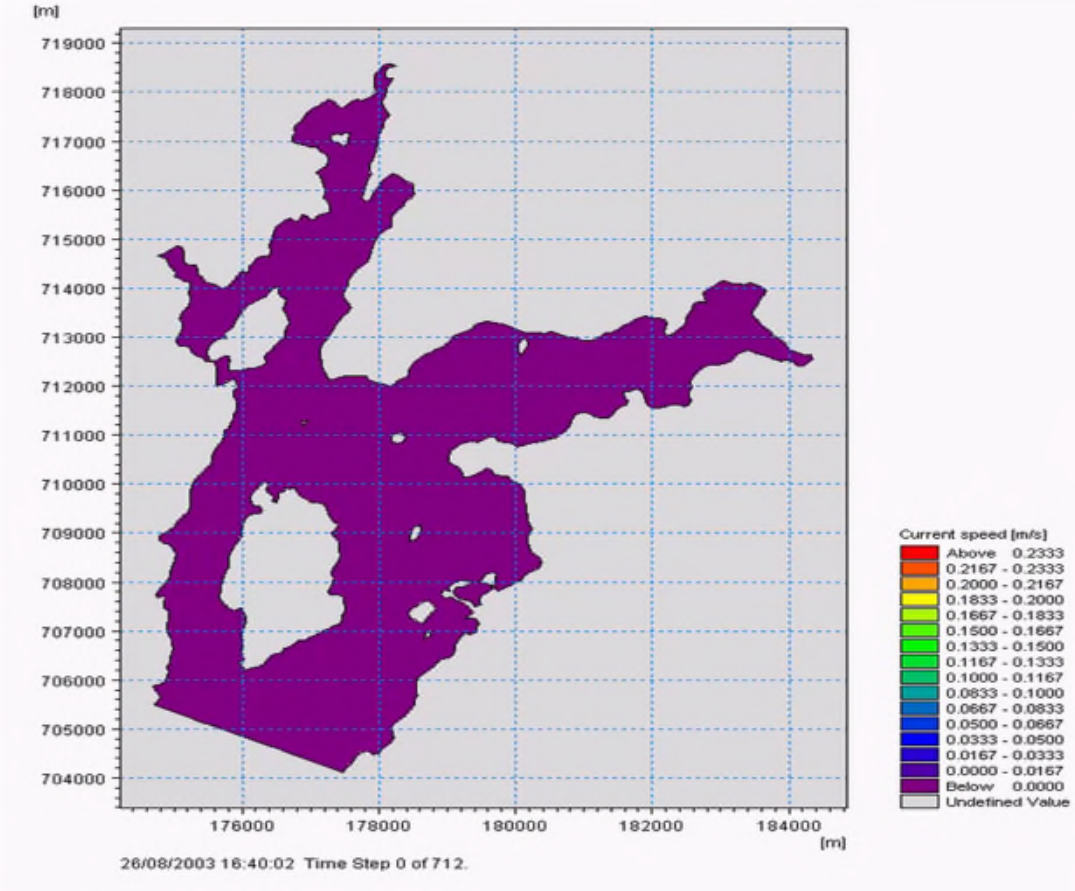 [m]
719000
718000
717000
716000
715000
714000
713000
712000
711000
710000
709000
708000
707000
706000
705000
704000
176000 178000 180000 182000 184000
[m]
26/08/2003 16:40:02 Time Step 0 of 712.
Current speed [m/s]
Above 0.2333
0.2167 - 0.2333
0.2000 - 0.2167
0.1833 - 0.2000
0.1667 - 0.1833
0.1500 - 0.1667
0.1333 - 0.1500
0.1167 - 0.1333
0.1000 - 0.1167
0.0833 - 0.1000
0.0667 - 0.0833
0.0500 - 0.0667
0.0333 - 0.0500
0.0167 - 0.0333
0.0000 - 0.0167
Below 0.0000
Undefined Value